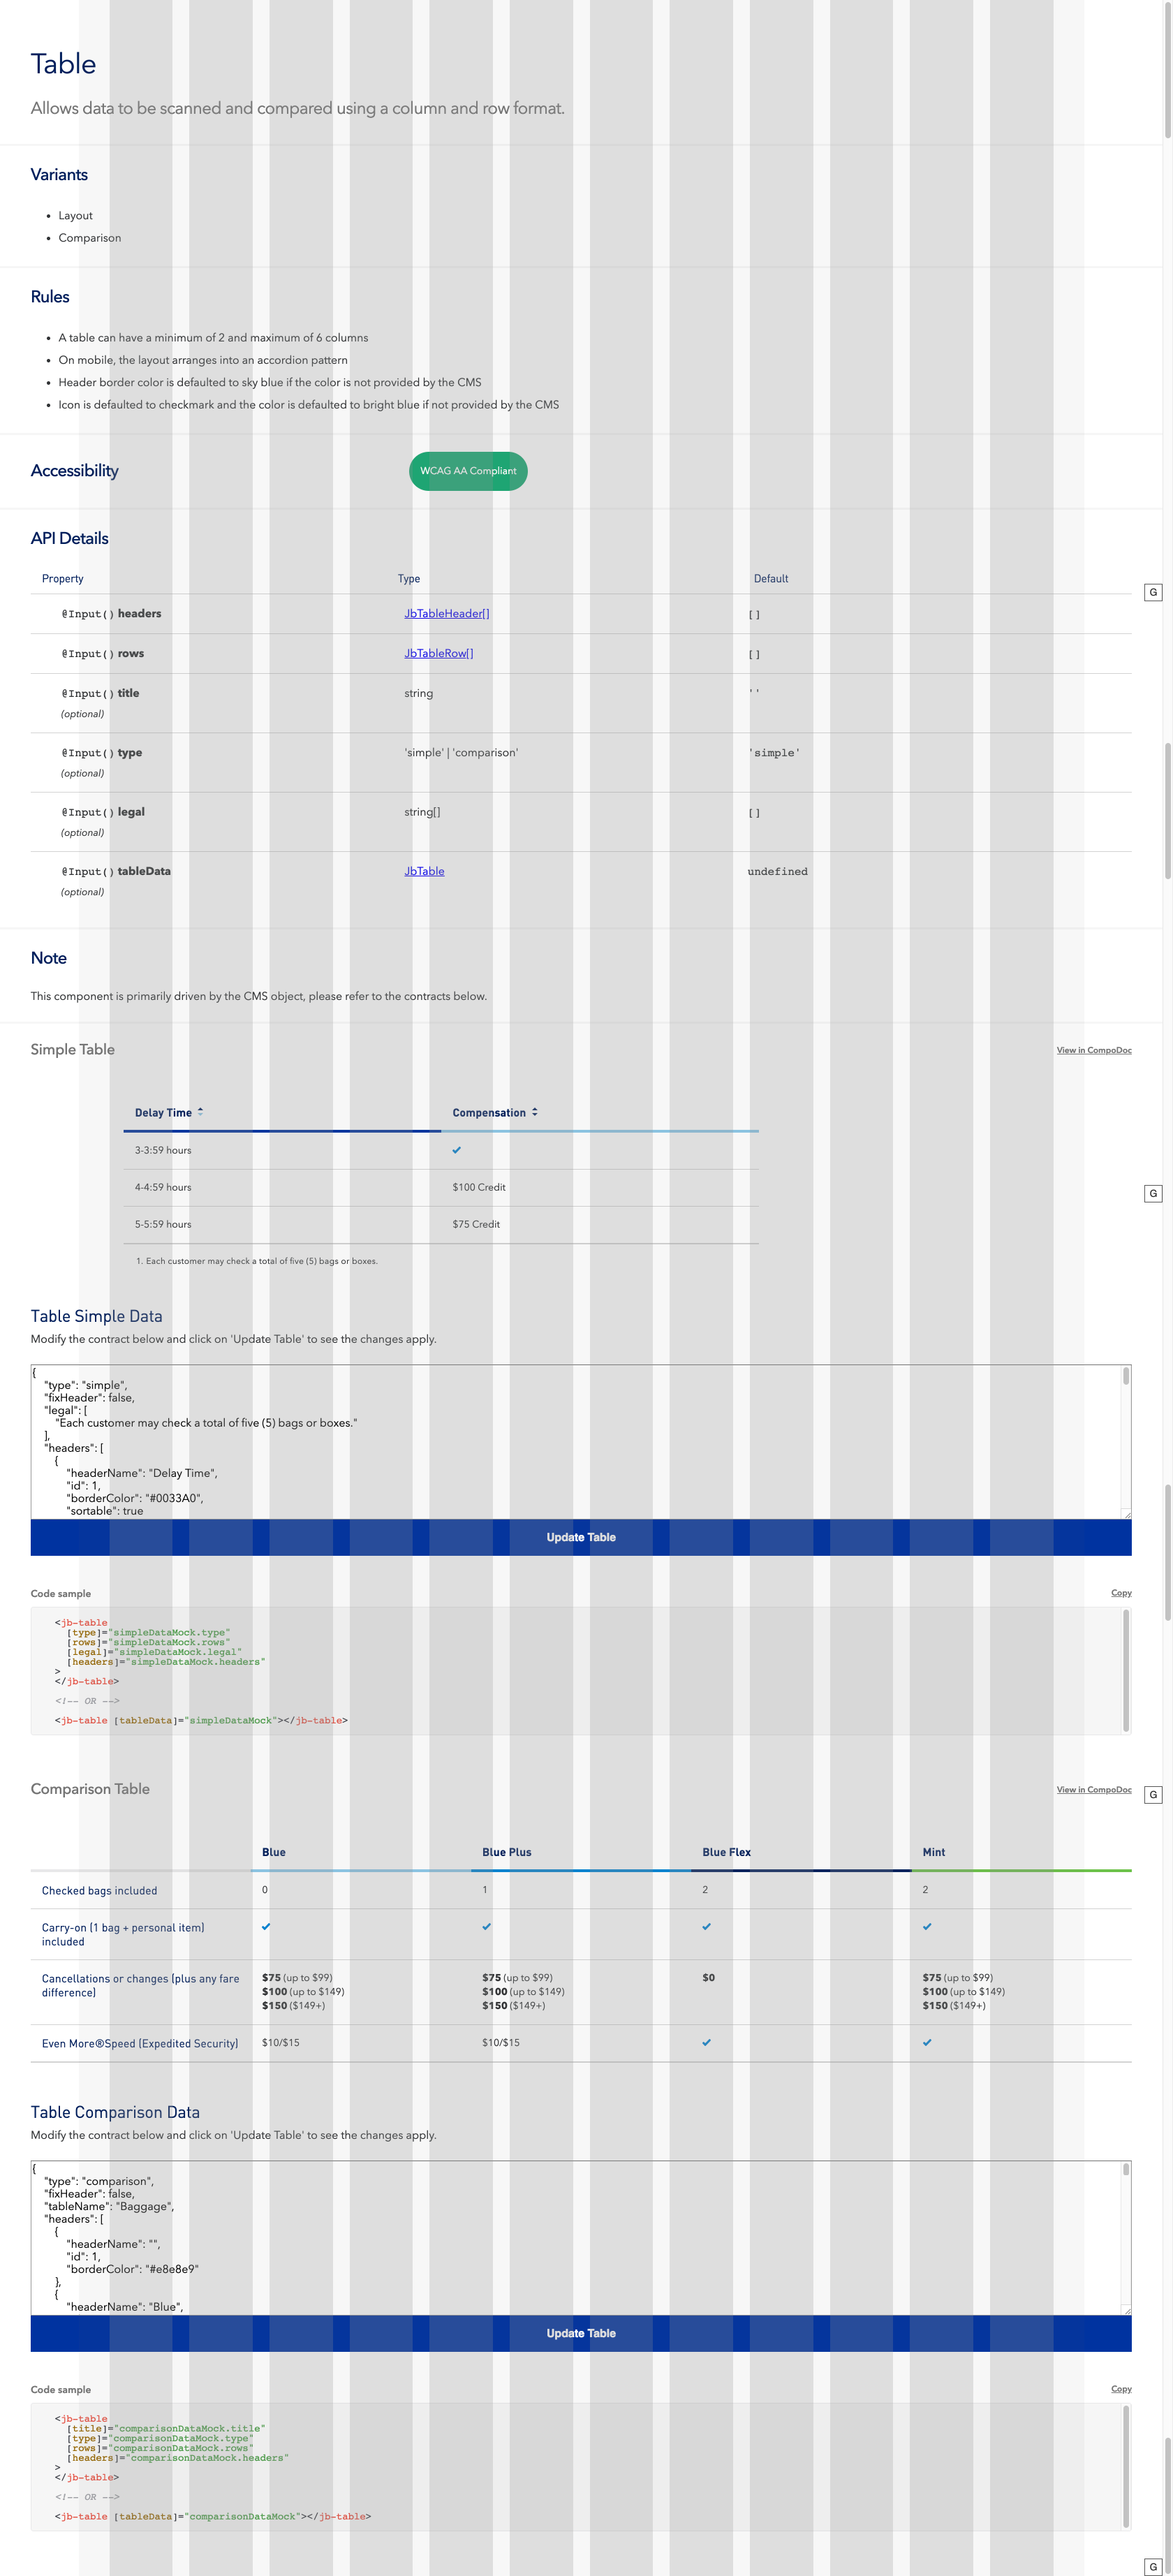 Table
Allows data to be scanned and compared using a column and row format.
Variants
Layout
Comparison
Rules
A table can have a minimum of 2 and maximum of 6 columns
On mobile, the layout arranges into an accordion pattern
Header border color is defaulted to sky blue if the color is not provided by the CMS
Icon is defaulted to checkmark and the color is defaulted to bright blue if not provided by the CMS
Accessibility WCAG AA Compliant
API Details
Property Type Default
G
@Input() headers JbTableHeader[] []
@Input() rows JbTableRow[] []
@Input() title string ''
(optional)
@Input() type 'simple' | 'comparison' 'simple'
(optional)
@Input() legal string[] []
(optional)
@Input() tableData JbTable undefined
(optional)
Note
This component is primarily driven by the CMS object, please refer to the contracts below.
Simple Table View in CompoDoc
Delay Time Compensation
3-3:59 hours
4-4:59 hours $100 Credit
G
5-5:59 hours $75 Credit
1. Each customer may check a total of five (5) bags or boxes.
Table Simple Data
Modify the contract below and click on 'Update Table' to see the changes apply.
{
"type": "simple",
"fixHeader": false,
"legal": [
"Each customer may check a total of five (5) bags or boxes."
],
"headers": [
{
"headerName": "Delay Time",
"id": 1,
"borderColor": "#0033A0",
"sortable": true
Update Table
Code sample Copy
<jb-table
[type]="simpleDataMock.type"
[rows]="simpleDataMock.rows"
[legal]="simpleDataMock.legal"
[headers]="simpleDataMock.headers"
>
</jb-table>
<!-- OR -->
<jb-table [tableData]="simpleDataMock"></jb-table>
Comparison Table View in CompoDoc
G
Blue Blue Plus Blue Flex Mint
Checked bags included 0 1 2 2
Carry-on (1 bag + personal item)
included
Cancellations or changes (plus any fare $75 (up to $99) $75 (up to $99) $0 $75 (up to $99)
difference) $100 (up to $149) $100 (up to $149) $100 (up to $149)
$150 ($149+) $150 ($149+) $150 ($149+)
Even More®Speed (Expedited Security) $10/$15 $10/$15
Table Comparison Data
Modify the contract below and click on 'Update Table' to see the changes apply.
{
"type": "comparison",
"fixHeader": false,
"tableName": "Baggage",
"headers": [
{
"headerName": "",
"id": 1,
"borderColor": "#e8e8e9"
},
{
"headerName": "Blue",
Update Table
Code sample Copy
<jb-table
[title]="comparisonDataMock.title"
[type]="comparisonDataMock.type"
[rows]="comparisonDataMock.rows"
[headers]="comparisonDataMock.headers"
>
</jb-table>
<!-- OR -->
<jb-table [tableData]="comparisonDataMock"></jb-table>
G